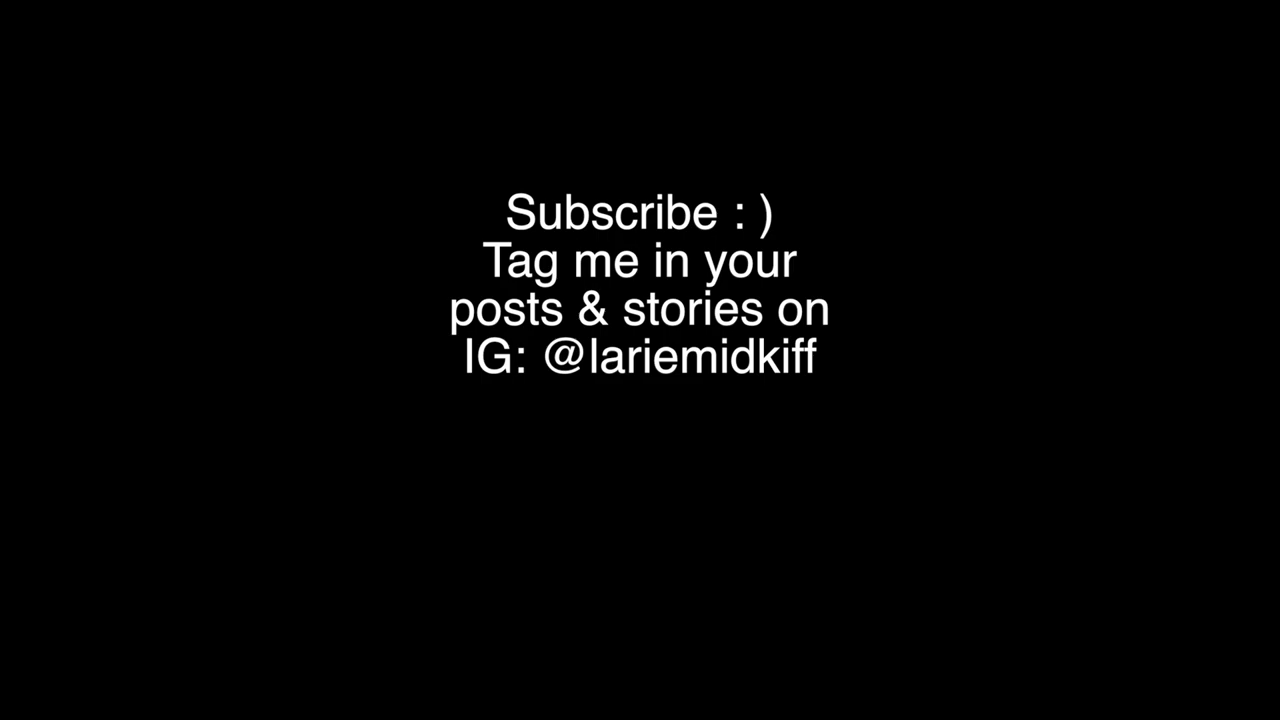 Subscribe : )
Tag me in your
posts & stories on
IG: @lariemidkiff